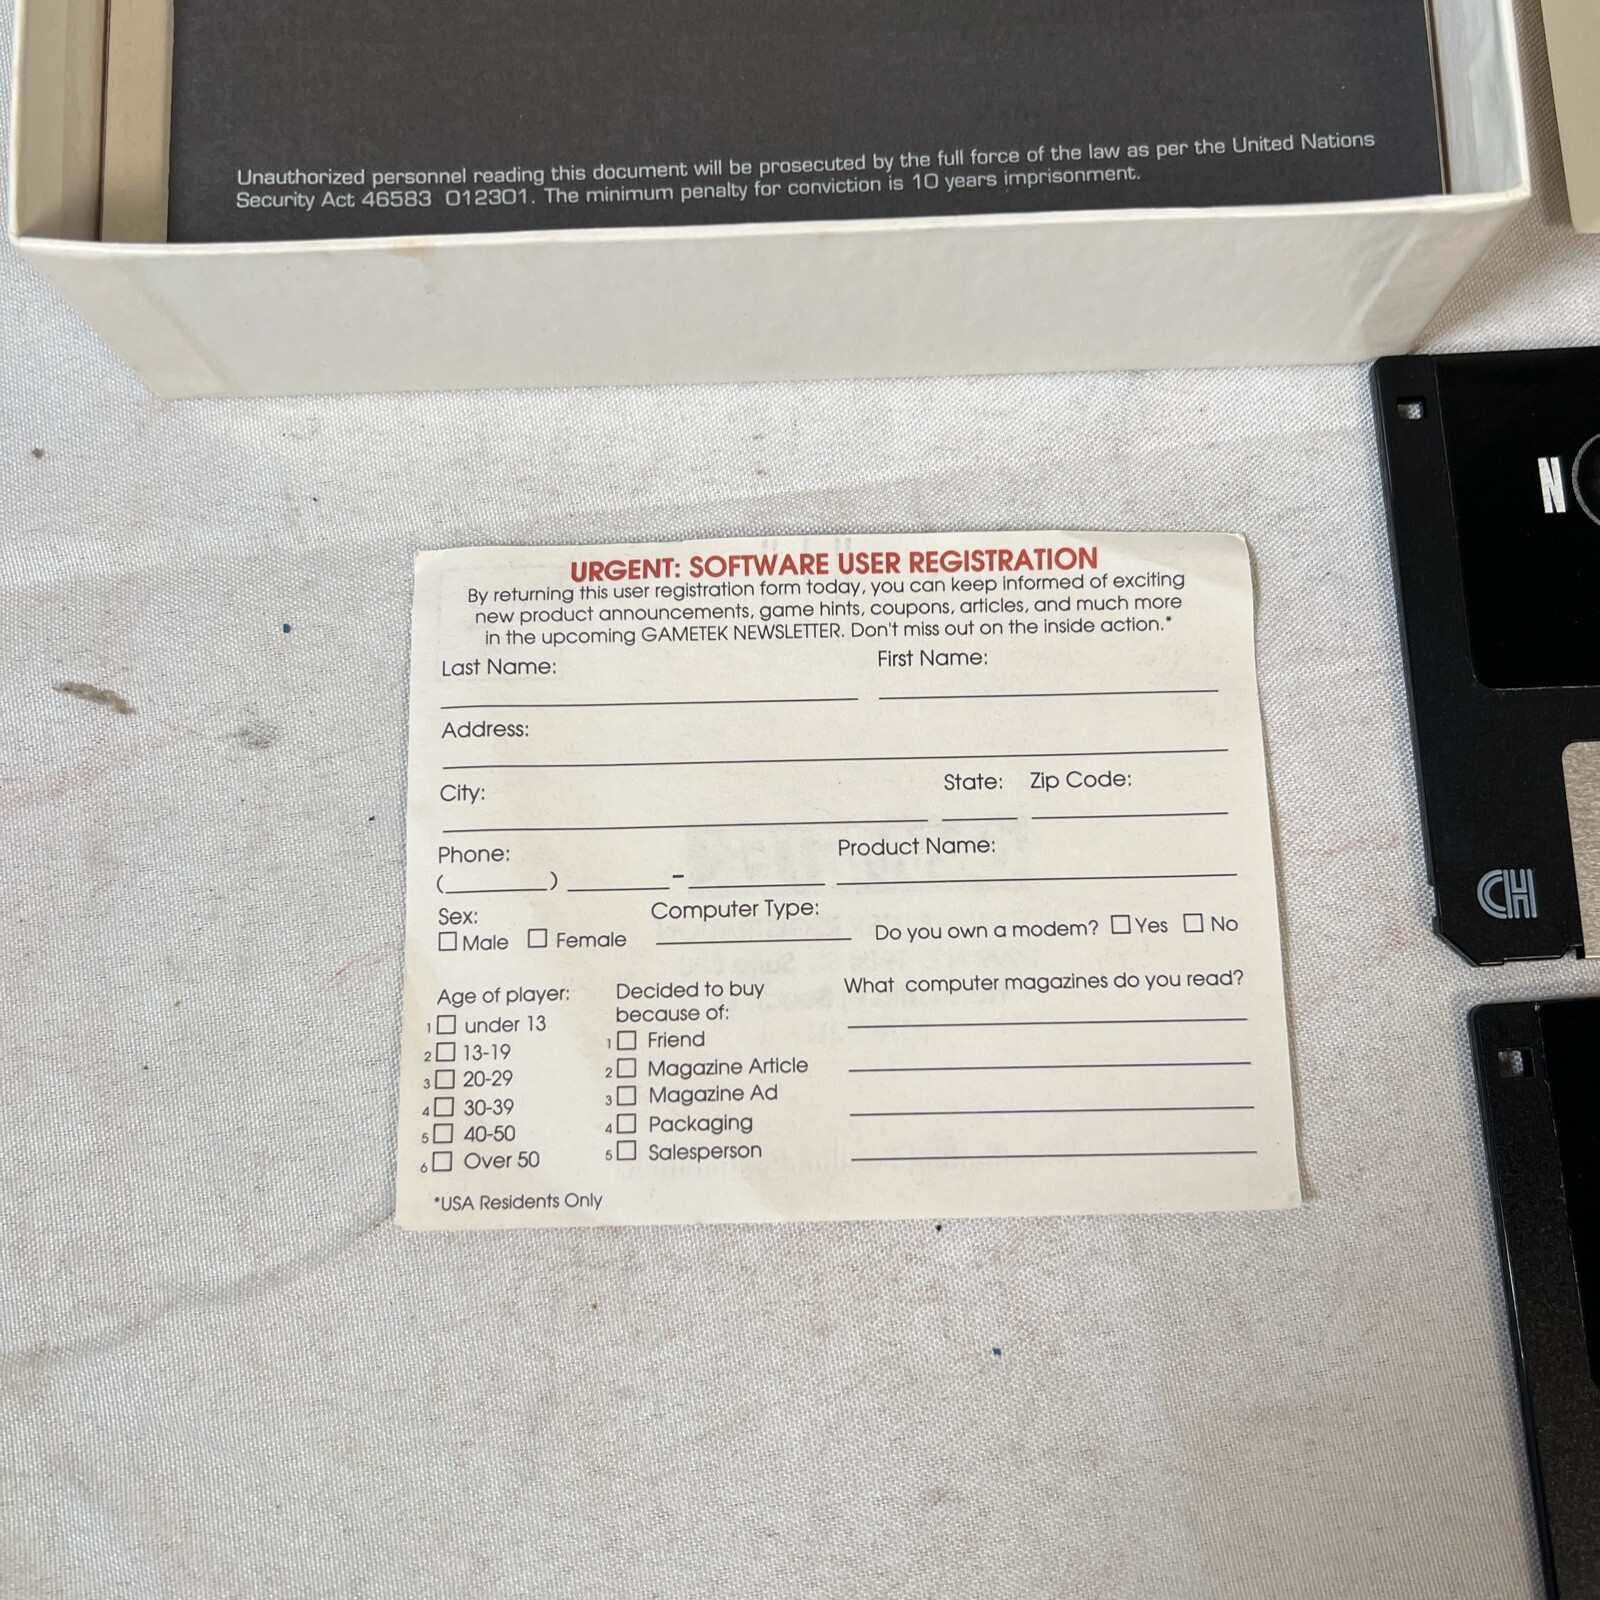 Unauthorized personnel reading this document will be prosecuted by the full force of the law as per the United Nations
Security Act 46583 012301. The minimum penalty for conviction is 10 years imprisonment.
URGENT: SOFTWARE USER REGISTRATION
By returning this user registration form today, you can keep informed of exciting
new product announcements, game hints, coupons, articles, and much more
in the upcoming GAMETEK NEWSLETTER. Don't miss out on the inside action.*
Last Name: First Name:
Address:
City: State: Zip Code:
Phone: Product Name:
( ) -
Sex: Computer Type:
Male Female Do you own a modem? Yes No
Age of player: Decided to buy What computer magazines do you read?
because of:
1 under 13 1 Friend
2 13-19 2 Magazine Article
3 20-29 3 Magazine Ad
4 30-39 4 Packaging
5 40-50 5 Salesperson
6 Over 50
*USA Residents Only
N
CH